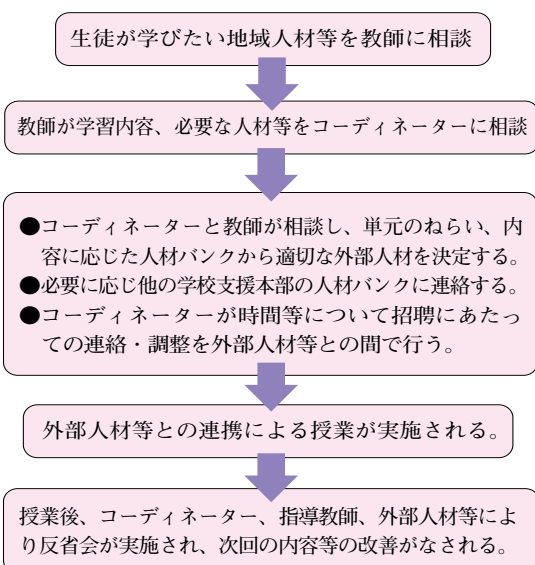 生徒が学びたい地域人材等を教師に相談
教師が学習内容、必要な人材等をコーディネーターに相談
●コーディネーターと教師が相談し、単元のねらい、内
容に応じた人材バンクから適切な外部人材を決定する。
●必要に応じ他の学校支援本部の人材バンクに連絡する。
●コーディネーターが時間等について招聘にあたっ
ての連絡・調整を外部人材等との間で行う。
外部人材等との連携による授業が実施される。
授業後、コーディネーター、指導教師、外部人材等によ
り反省会が実施され、次回の内容等の改善がなされる。